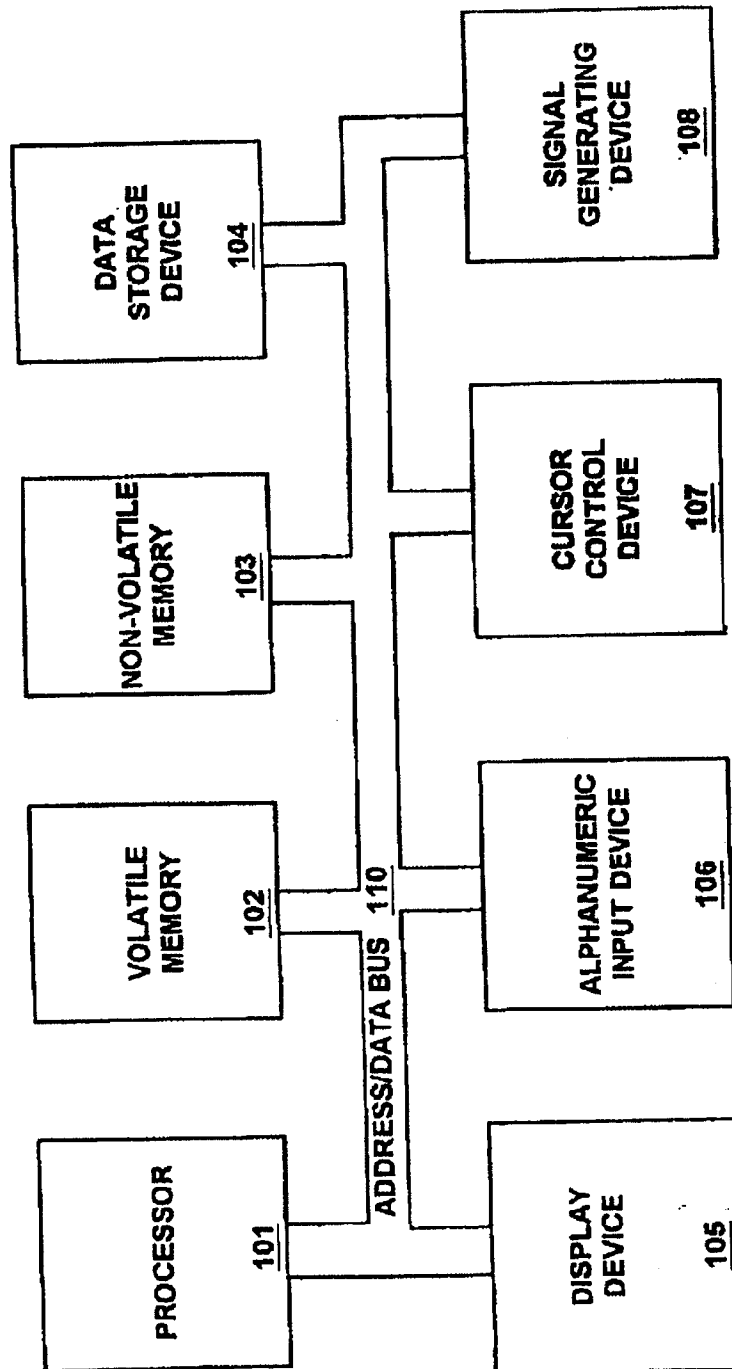 PROCESSOR
101
VOLATILE
MEMORY
102
NON-VOLATILE
MEMORY
103
DATA
STORAGE
DEVICE
104
ADDRESS/DATA BUS 110
DISPLAY
DEVICE
105
ALPHANUMERIC
INPUT DEVICE
106
CURSOR
CONTROL
DEVICE
107
SIGNAL
GENERATING
DEVICE
108